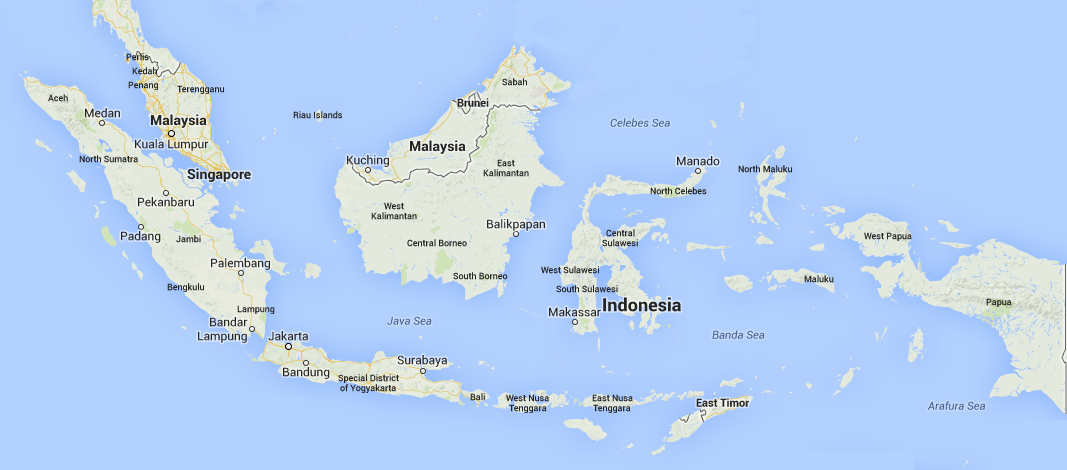 Perlis
Kedah
Penang
Terengganu
Aceh
Medan
Malaysia
Kuala Lumpur
North Sumatra
Singapore
Pekanbaru
Padang
Jambi
Palembang
Bengkulu
Lampung
Bandar
Lampung
Riau Islands
Sabah
Brunei
Malaysia
Kuching
East
Kalimantan
West
Kalimantan
Balikpapan
Central Borneo
South Borneo
Celebes Sea
Manado
North Celebes
North Maluku
Central
Sulawesi
West Sulawesi
South Sulawesi
Indonesia
Makassar
West Papua
Maluku
Papua
Java Sea
Banda Sea
Jakarta
Bandung
Surabaya
Special District
of Yogyakarta
Bali
West Nusa
Tenggara
East Nusa
Tenggara
East Timor
Arafura Sea